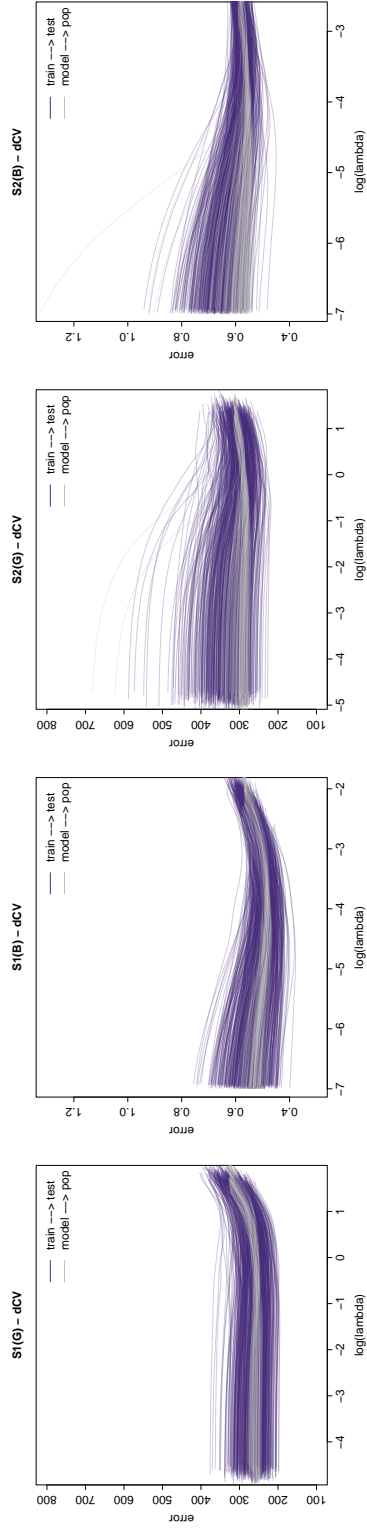 S1(G) – dCV
train ---> test
model ---> pop
800
700
600
500
400
300
200
100
error
-4 -3 -2 -1 0 1
log(lambda)
S1(B) – dCV
train ---> test
model ---> pop
1.2
1.0
0.8
0.6
0.4
error
-7 -6 -5 -4 -3 -2
log(lambda)
S2(G) – dCV
train ---> test
model ---> pop
800
700
600
500
400
300
200
100
error
-5 -4 -3 -2 -1 0 1
log(lambda)
S2(B) – dCV
train ---> test
model ---> pop
1.2
1.0
0.8
0.6
0.4
error
-7 -6 -5 -4 -3
log(lambda)